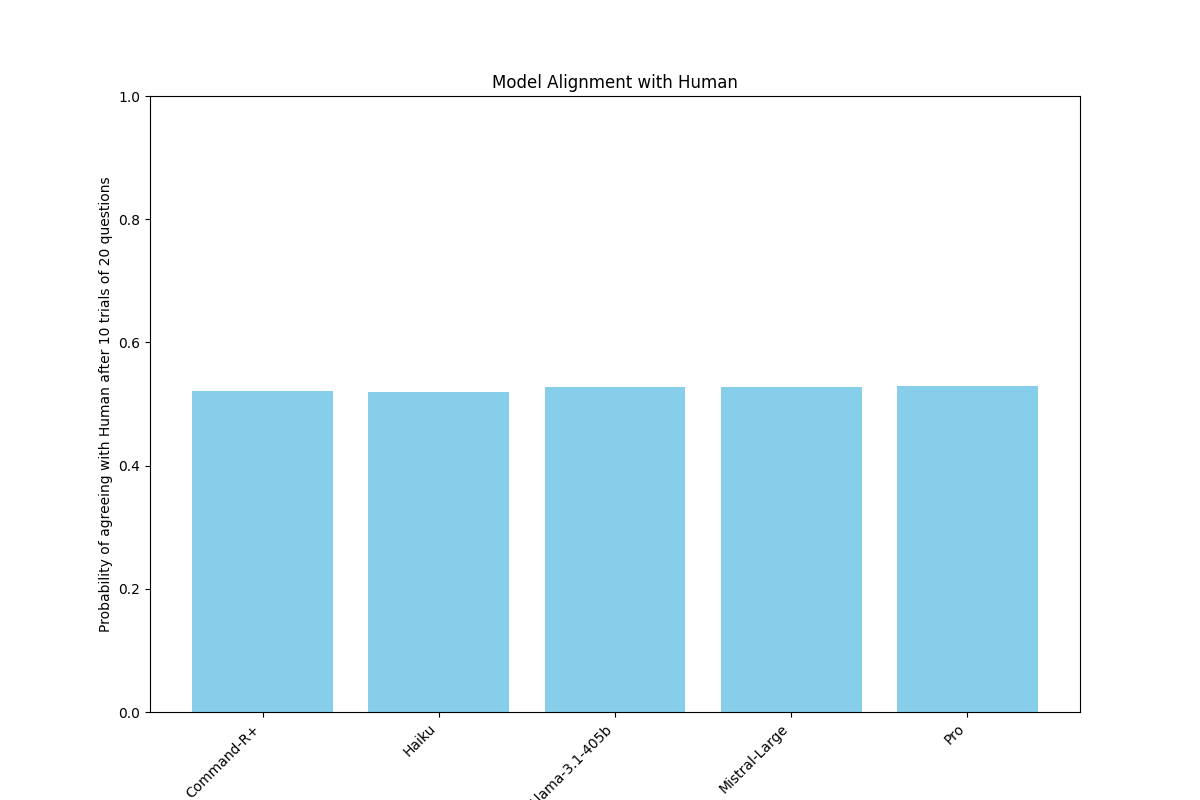 Model Alignment with Human
Probability of agreeing with Human after 10 trials of 20 questions
1.0
0.8
0.6
0.4
0.2
0.0
Command-R+
Haiku
lama-3.1-405b
Mistral-Large
Pro